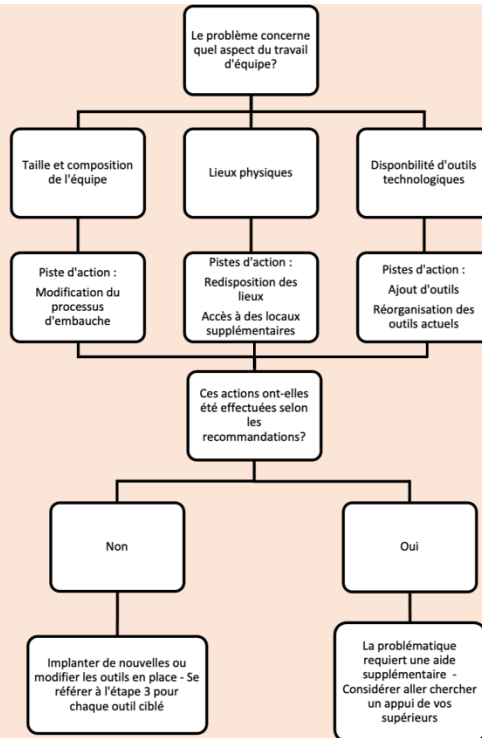 Le problème concerne
quel aspect du travail
d'équipe?
Taille et composition
de l'équipe
Lieux physiques
Disponbilité d'outils
technologiques
Piste d'action :
Modification du
processus
d'embauche
Pistes d'action :
Redisposition des
lieux
Accès à des locaux
supplémentaires
Pistes d'action :
Ajout d'outils
Réorganisation des
outils actuels
Ces actions ont-elles
été effectuées selon
les
recommandations?
Non
Oui
Implanter de nouvelles ou
modifier les outils en place - Se
référer à l'étape 3 pour
chaque outil ciblé
La problématique
requiert une aide
supplémentaire -
Considérer aller chercher
un appui de vos
supérieurs